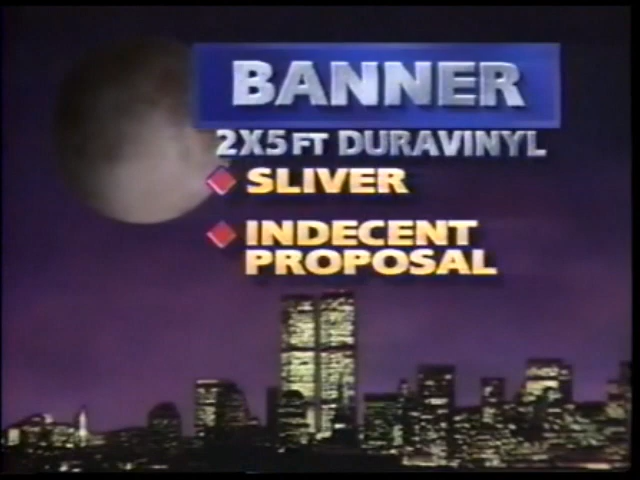 BANNER
2X5 FT DURAVINYL
SLIVER
INDECENT
PROPOSAL